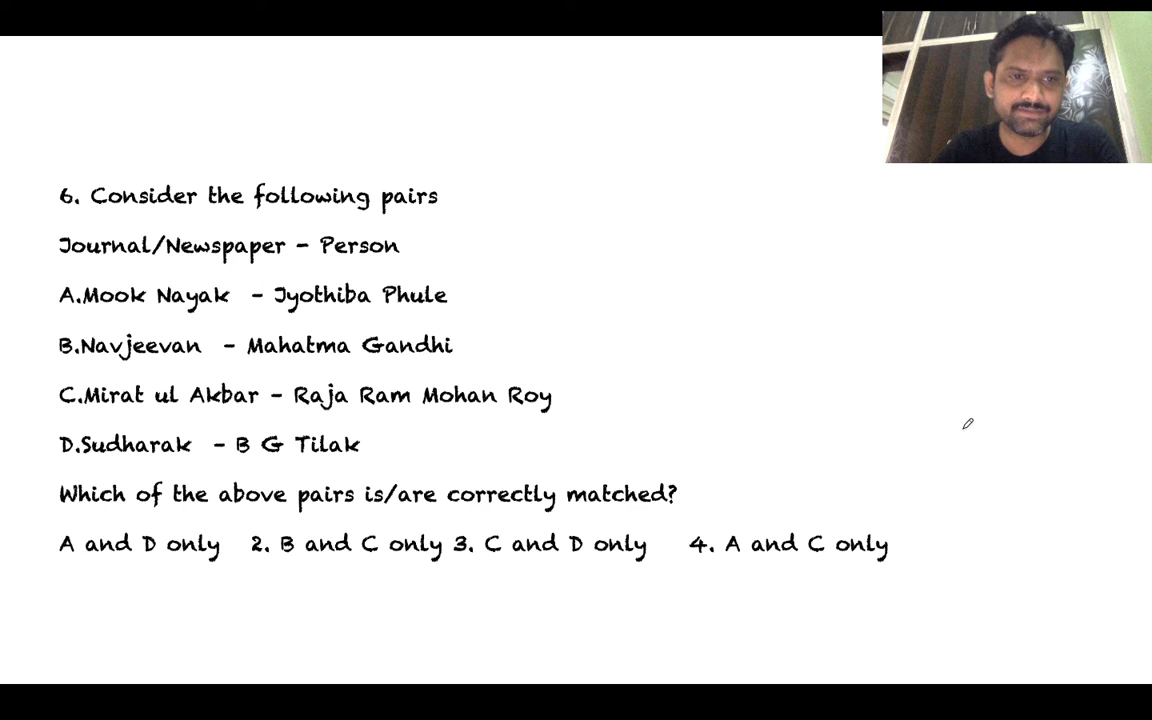 6. Consider the following pairs
Journal/Newspaper - Person
A.Mook Nayak - Jyothiba Phule
B.Navjeevan - Mahatma Gandhi
C.Mirat ul Akbar - Raja Ram Mohan Roy
D.Sudharak - B G Tilak
Which of the above pairs is/are correctly matched?
A and D only 2. B and C only 3. C and D only 4. A and C only